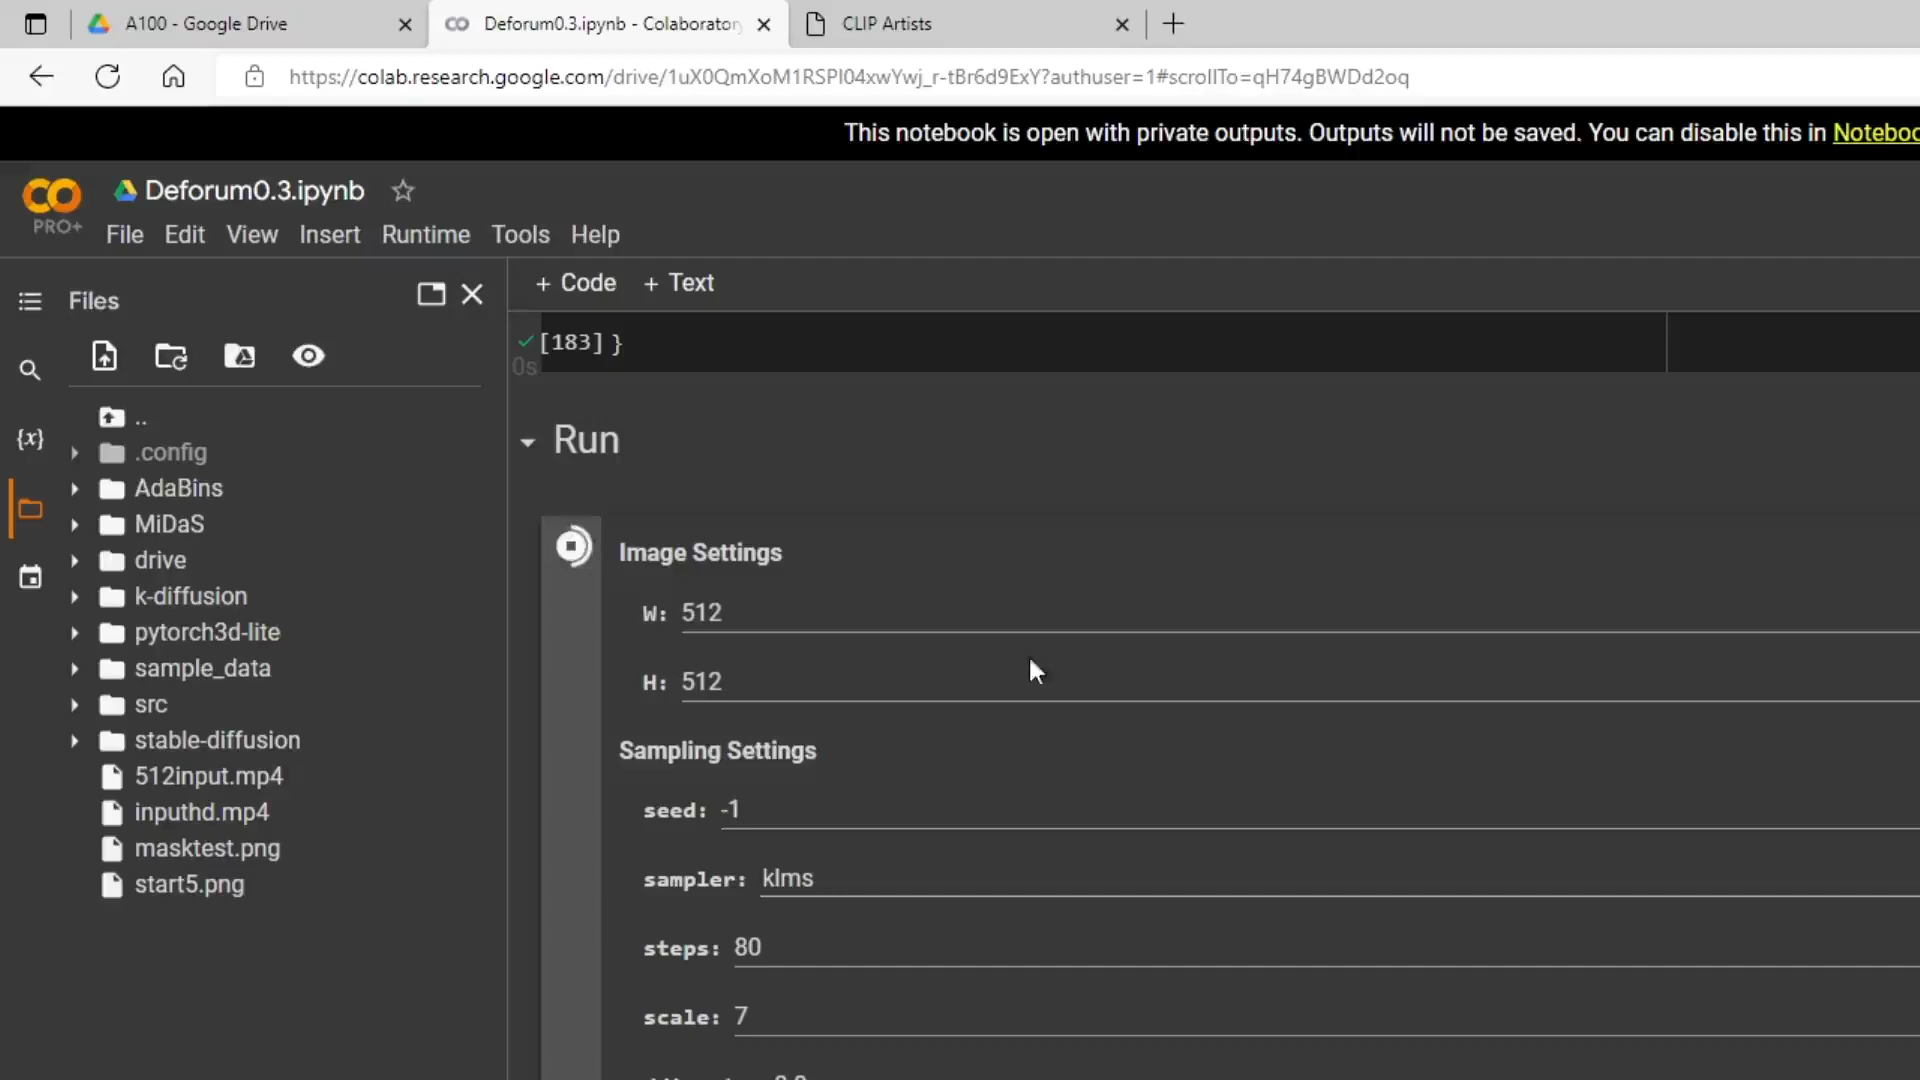 A100 - Google Drive
Deforum0.3.ipynb - Colaboratory
CLIP Artists
https://colab.research.google.com/drive/1uX0QmXoM1RSPl04xwYwj_r-tBr6d9ExY?authuser=1#scrollTo=qH74gBWDd2oq
This notebook is open with private outputs. Outputs will not be saved. You can disable this in Noteboo
PRO+
Deforum0.3.ipynb
File Edit View Insert Runtime Tools Help
Files
+ Code + Text
[183] }
0s
{x}
..
.config
AdaBins
MiDaS
drive
k-diffusion
pytorch3d-lite
sample_data
src
stable-diffusion
512input.mp4
inputhd.mp4
masktest.png
start5.png
Run
Image Settings
W: 512
H: 512
Sampling Settings
seed: -1
sampler: klms
steps: 80
scale: 7